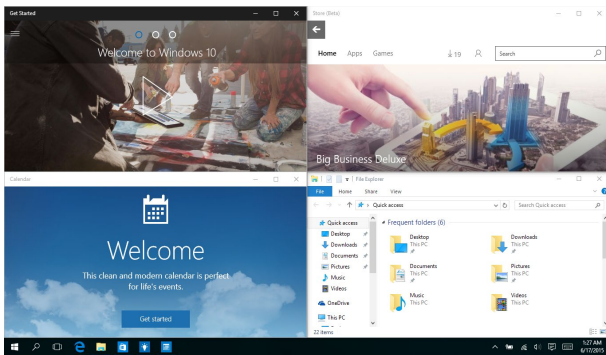 Get Started
Welcome to Windows 10
Store (Beta)
Home Apps Games 19 Search
Big Business Deluxe
Calendar
Welcome
This clean and modern calendar is perfect
for life's events.
Get started
File Explorer
File Home Share View
Quick access Search Quick access
Quick access
Desktop
Downloads
Documents
Pictures
Music
Videos
OneDrive
This PC
Frequent folders (6)
Desktop
This PC
Downloads
This PC
Documents
This PC
Pictures
This PC
Music
This PC
Videos
This PC
22 items
1:27 AM
6/17/2015